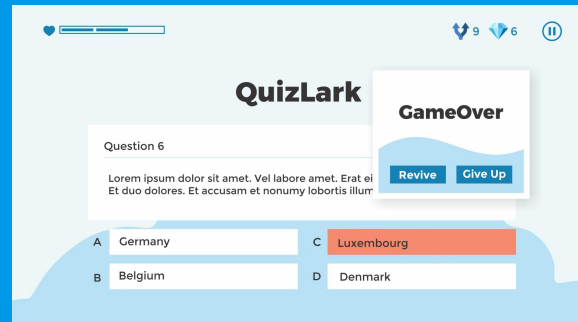 9 6
QuizLark
GameOver
Revive Give Up
Question 6
Lorem ipsum dolor sit amet. Vel labore amet. Erat ei
Et duo dolores. Et accusam et nonumy lobortis illum
A Germany
C Luxembourg
B Belgium
D Denmark